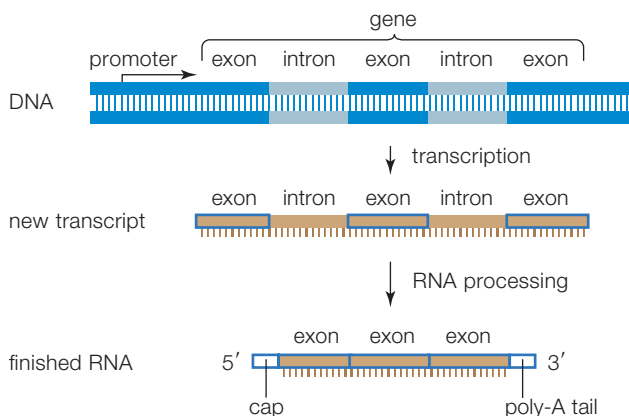 gene
promoter exon intron exon intron exon
DNA
transcription
exon intron exon intron exon
new transcript
RNA processing
exon exon exon
finished RNA 5′ 3′
cap poly-A tail